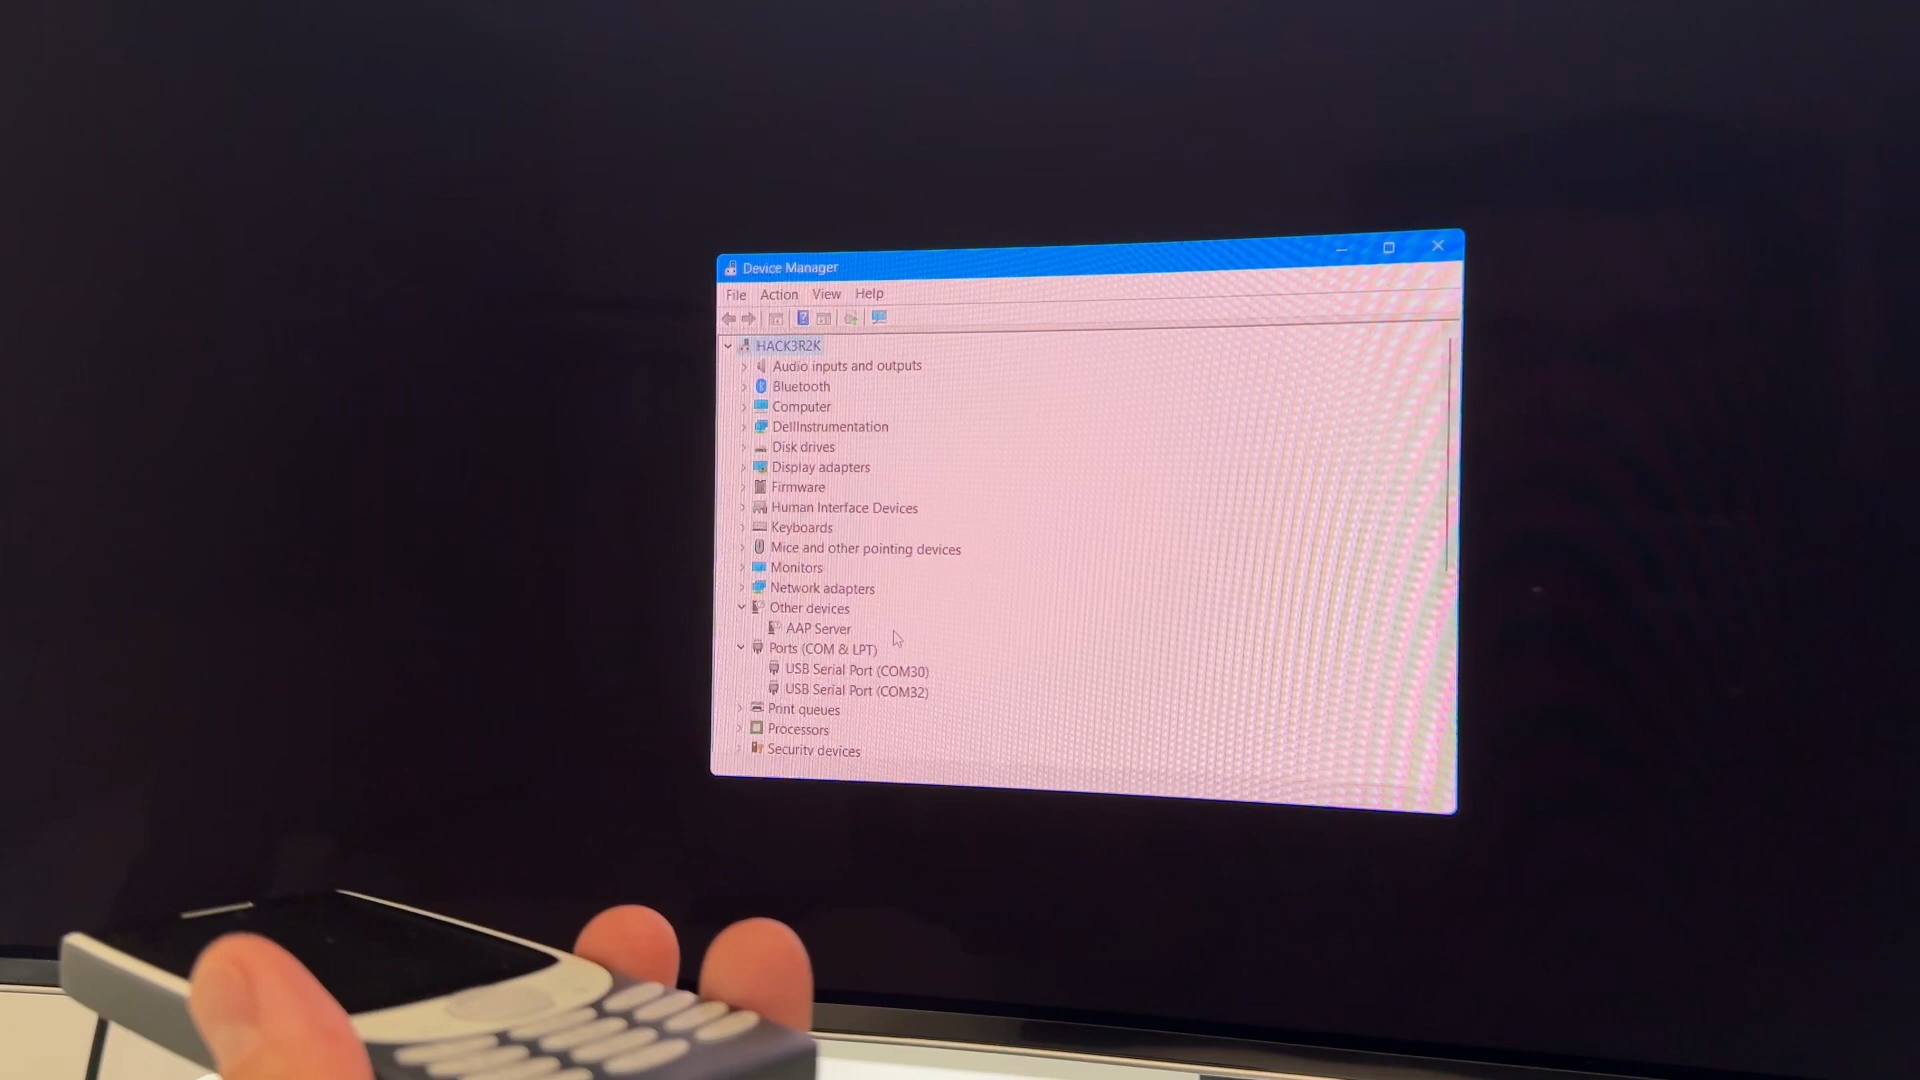 Device Manager
File Action View Help
HACK3R2K
Audio inputs and outputs
Bluetooth
Computer
DellInstrumentation
Disk drives
Display adapters
Firmware
Human Interface Devices
Keyboards
Mice and other pointing devices
Monitors
Network adapters
Other devices
AAP Server
Ports (COM & LPT)
USB Serial Port (COM30)
USB Serial Port (COM32)
Print queues
Processors
Security devices